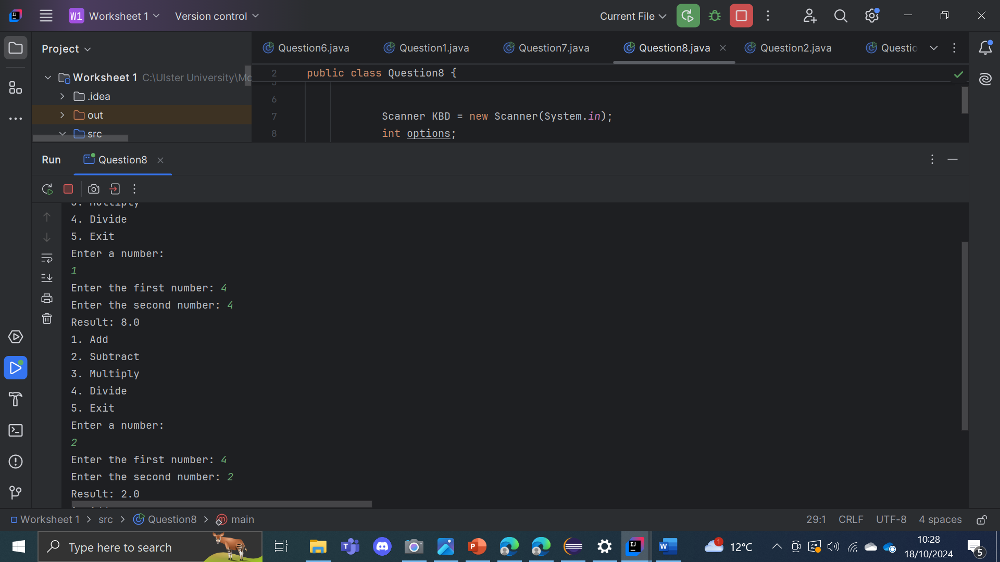 W1 Worksheet 1 Version control Current File
Project
Question6.java Question1.java Question7.java Question8.java Question2.java Questio
Worksheet 1 C:\Ulster University\Mo
.idea
out
src
2 public class Question8 {
5
6
7 Scanner KBD = new Scanner(System.in);
8 int options;
Run Question8
3. Multiply
4. Divide
5. Exit
Enter a number:
1
Enter the first number: 4
Enter the second number: 4
Result: 8.0
1. Add
2. Subtract
3. Multiply
4. Divide
5. Exit
Enter a number:
2
Enter the first number: 4
Enter the second number: 2
Result: 2.0
Worksheet 1 > src > Question8 > main 29:1 CRLF UTF-8 4 spaces
Type here to search 1 12°C 10:28
18/10/2024 5